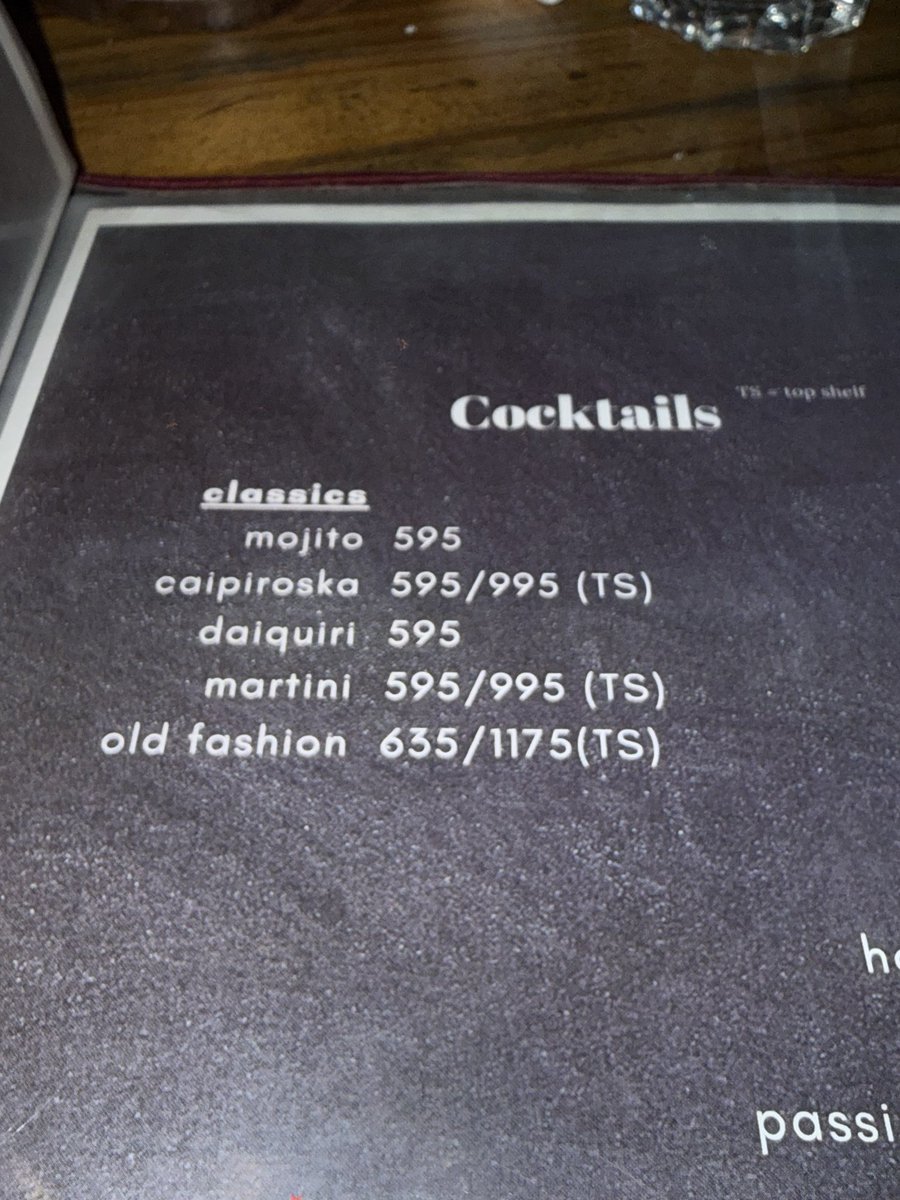 Cocktails TS = top shelf
classics
mojito 595
caipiroska 595/995 (TS)
daiquiri 595
martini 595/995 (TS)
old fashion 635/1175(TS)